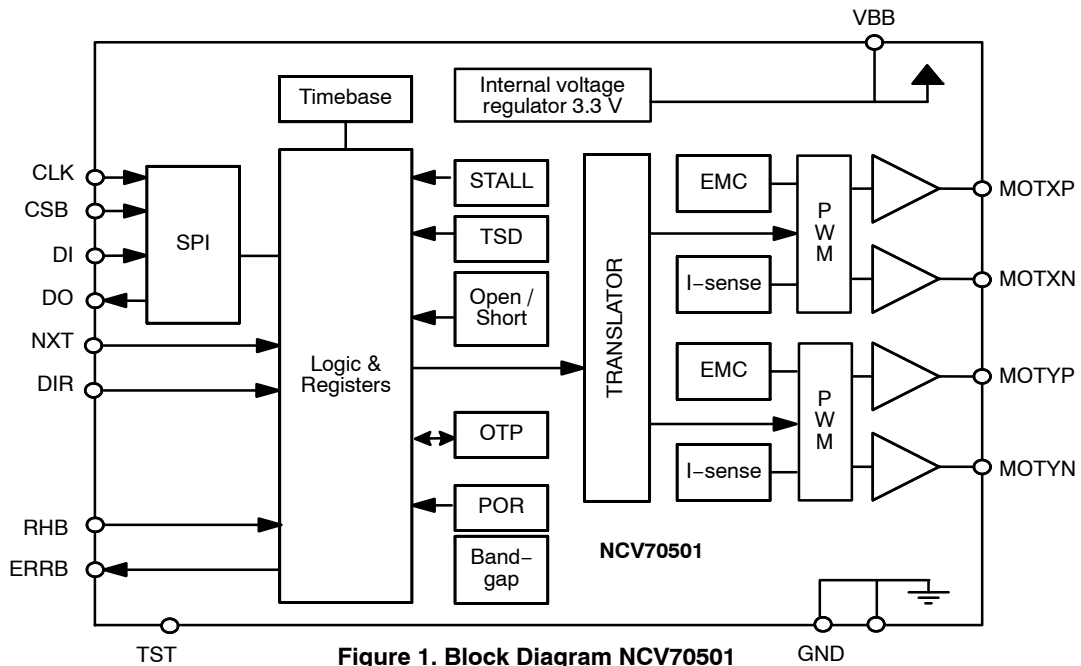 VBB
Timebase
Internal voltage
regulator 3.3 V
CLK
CSB
DI
DO
NXT
DIR
RHB
ERRB
SPI
Logic &
Registers
STALL
TSD
Open /
Short
OTP
POR
Band−
gap
TRANSLATOR
EMC
I−sense
PWM
EMC
I−sense
PWM
MOTXP
MOTXN
MOTYP
MOTYN
NCV70501
TST
GND
Figure 1. Block Diagram NCV70501